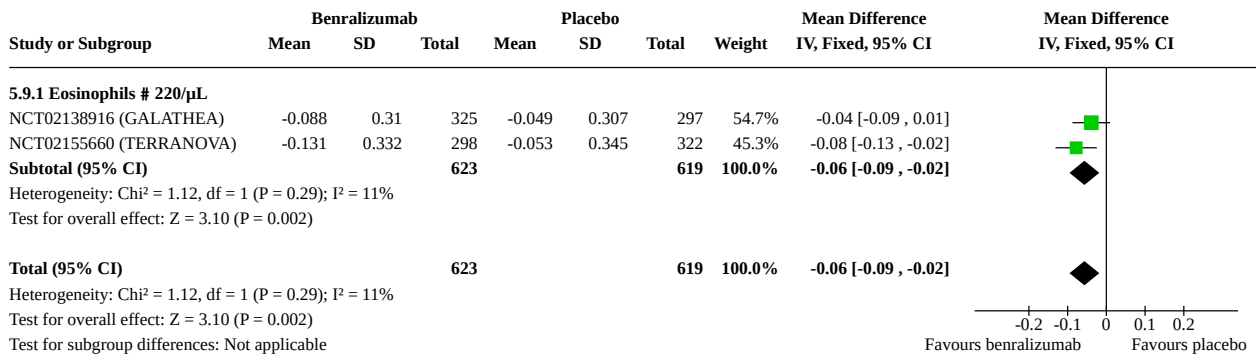 Benralizumab Placebo Mean Difference Mean Difference
Study or Subgroup Mean SD Total Mean SD Total Weight IV, Fixed, 95% CI IV, Fixed, 95% CI
5.9.1 Eosinophils # 220/µL
NCT02138916 (GALATHEA) -0.088 0.31 325 -0.049 0.307 297 54.7% -0.04 [-0.09 , 0.01]
NCT02155660 (TERRANOVA) -0.131 0.332 298 -0.053 0.345 322 45.3% -0.08 [-0.13 , -0.02]
Subtotal (95% CI) 623 619 100.0% -0.06 [-0.09 , -0.02]
Heterogeneity: Chi² = 1.12, df = 1 (P = 0.29); I² = 11%
Test for overall effect: Z = 3.10 (P = 0.002)
Total (95% CI) 623 619 100.0% -0.06 [-0.09 , -0.02]
Heterogeneity: Chi² = 1.12, df = 1 (P = 0.29); I² = 11%
Test for overall effect: Z = 3.10 (P = 0.002) -0.2 -0.1 0 0.1 0.2
Test for subgroup differences: Not applicable Favours benralizumab Favours placebo